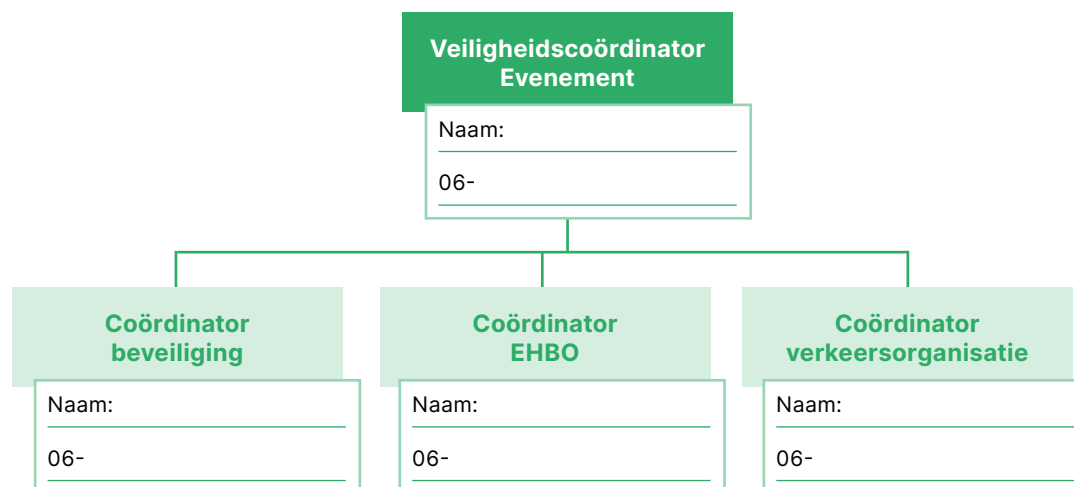 Veiligheidscoördinator
Evenement
Naam:
06-
Coördinator
beveiliging
Naam:
06-
Coördinator
EHBO
Naam:
06-
Coördinator
verkeersorganisatie
Naam:
06-